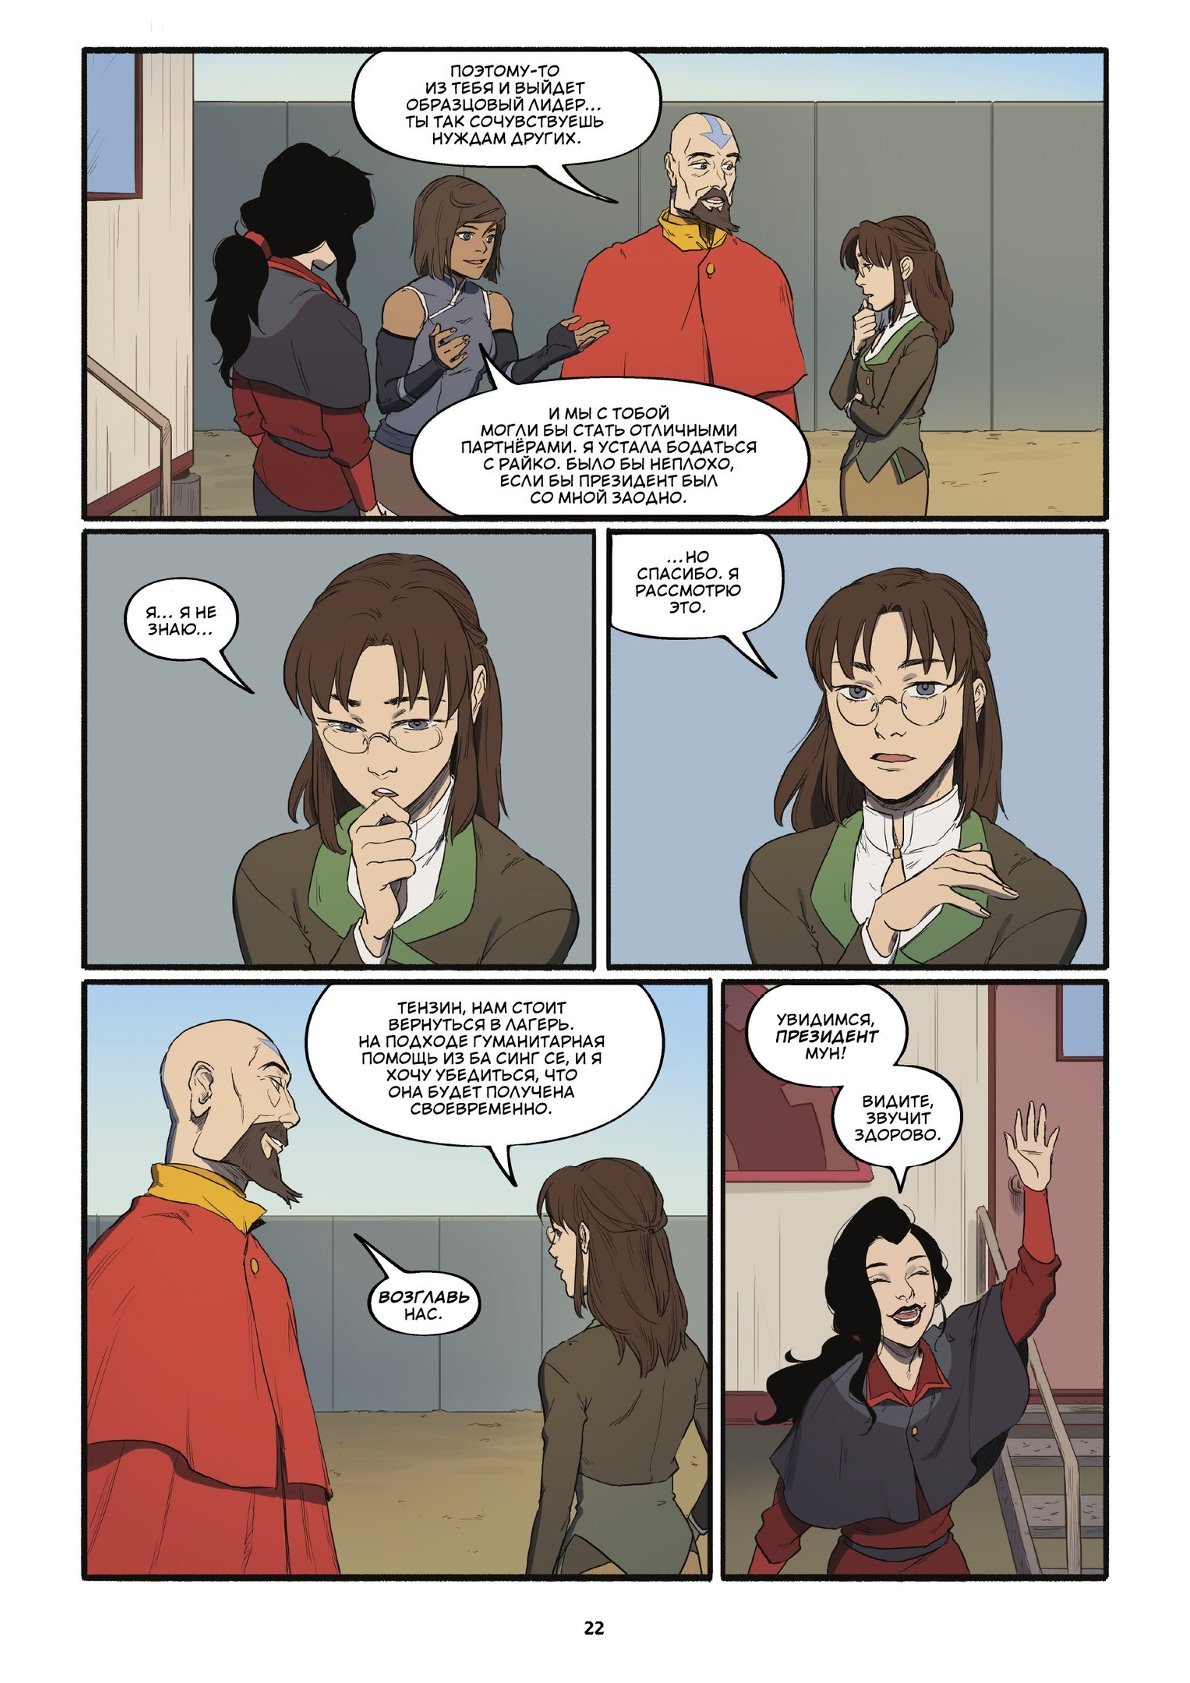 ПОЭТОМУ-ТО
ИЗ ТЕБЯ И ВЫЙДЕТ
ОБРАЗЦОВЫЙ ЛИДЕР...
ТЫ ТАК СОЧУВСТВУЕШЬ
НУЖДАМ ДРУГИХ.
И МЫ С ТОБОЙ
МОГЛИ БЫ СТАТЬ ОТЛИЧНЫМИ
ПАРТНЁРАМИ. Я УСТАЛА БОДАТЬСЯ
С РАЙКО. БЫЛО БЫ НЕПЛОХО,
ЕСЛИ БЫ ПРЕЗИДЕНТ БЫЛ
СО МНОЙ ЗАОДНО.
Я... Я НЕ
ЗНАЮ...
...НО
СПАСИБО. Я
РАССМОТРЮ
ЭТО.
ТЕНЗИН, НАМ СТОИТ
ВЕРНУТЬСЯ В ЛАГЕРЬ.
НА ПОДХОДЕ ГУМАНИТАРНАЯ
ПОМОЩЬ ИЗ БА СИНГ СЕ, И Я
ХОЧУ УБЕДИТЬСЯ, ЧТО
ОНА БУДЕТ ПОЛУЧЕНА
СВОЕВРЕМЕННО.
ВОЗГЛАВЬ
НАС.
УВИДИМСЯ,
ПРЕЗИДЕНТ
МУН!
ВИДИТЕ,
ЗВУЧИТ
ЗДОРОВО.
22